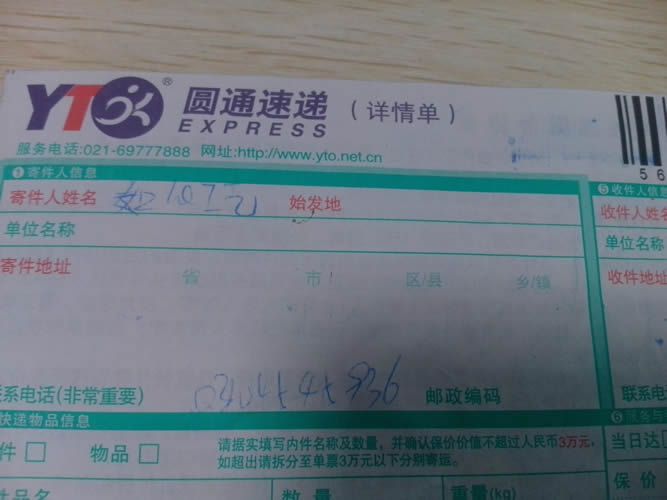 YTO® 圆通速递 (详情单)
EXPRESS
服务电话:021-69777888 网址:http://www.yto.net.cn
56
1 寄件人信息
寄件人姓名 始发地
单位名称
寄件地址 省 市 区/县 乡/镇
联系电话(非常重要) 邮政编码
快递物品信息
件 □ 物品 □ 请据实填写内件名称及数量，并确认保价价值不超过人民币3万元，
如超出请拆分至单票3万元以下分别寄运。
数量 重量(kg)
5 收件人信息
收件人姓名
单位名称
收件地址
联系电
6
当日达□
保价